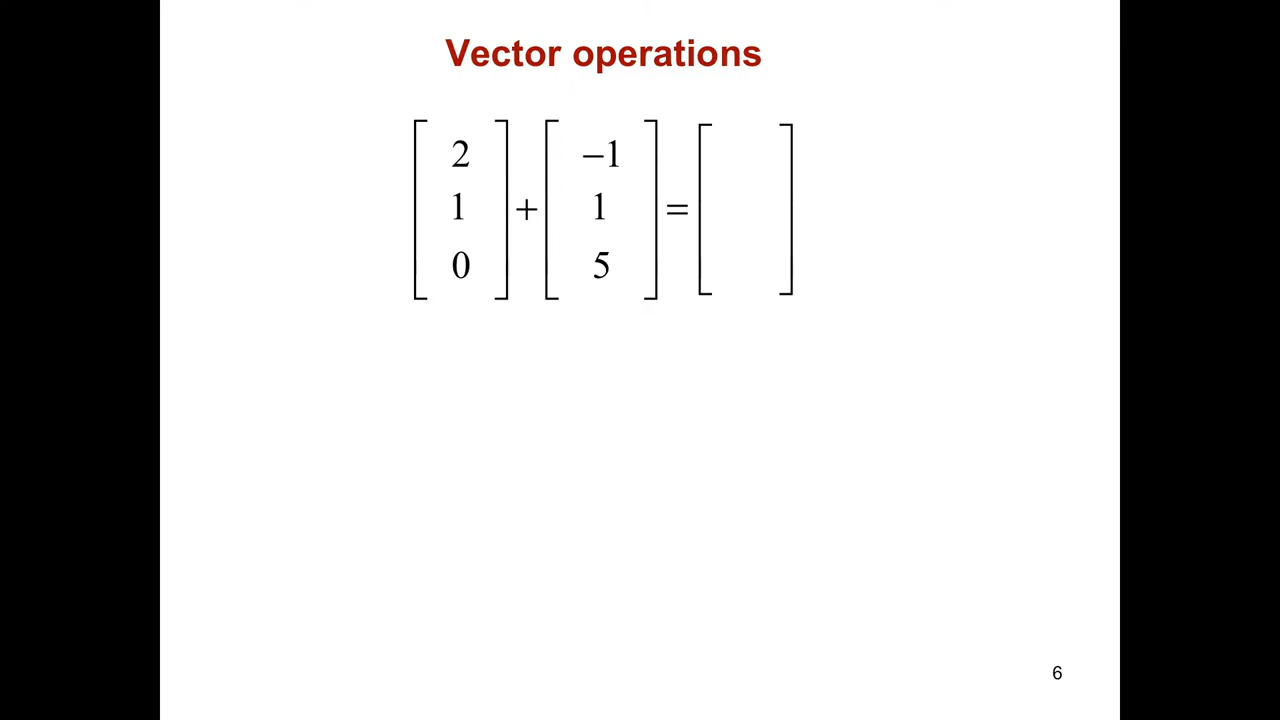 Vector operations
[ 2 ] [ −1 ] [ ]
[ 1 ] + [ 1 ] = [ ]
[ 0 ] [ 5 ] [ ]
6